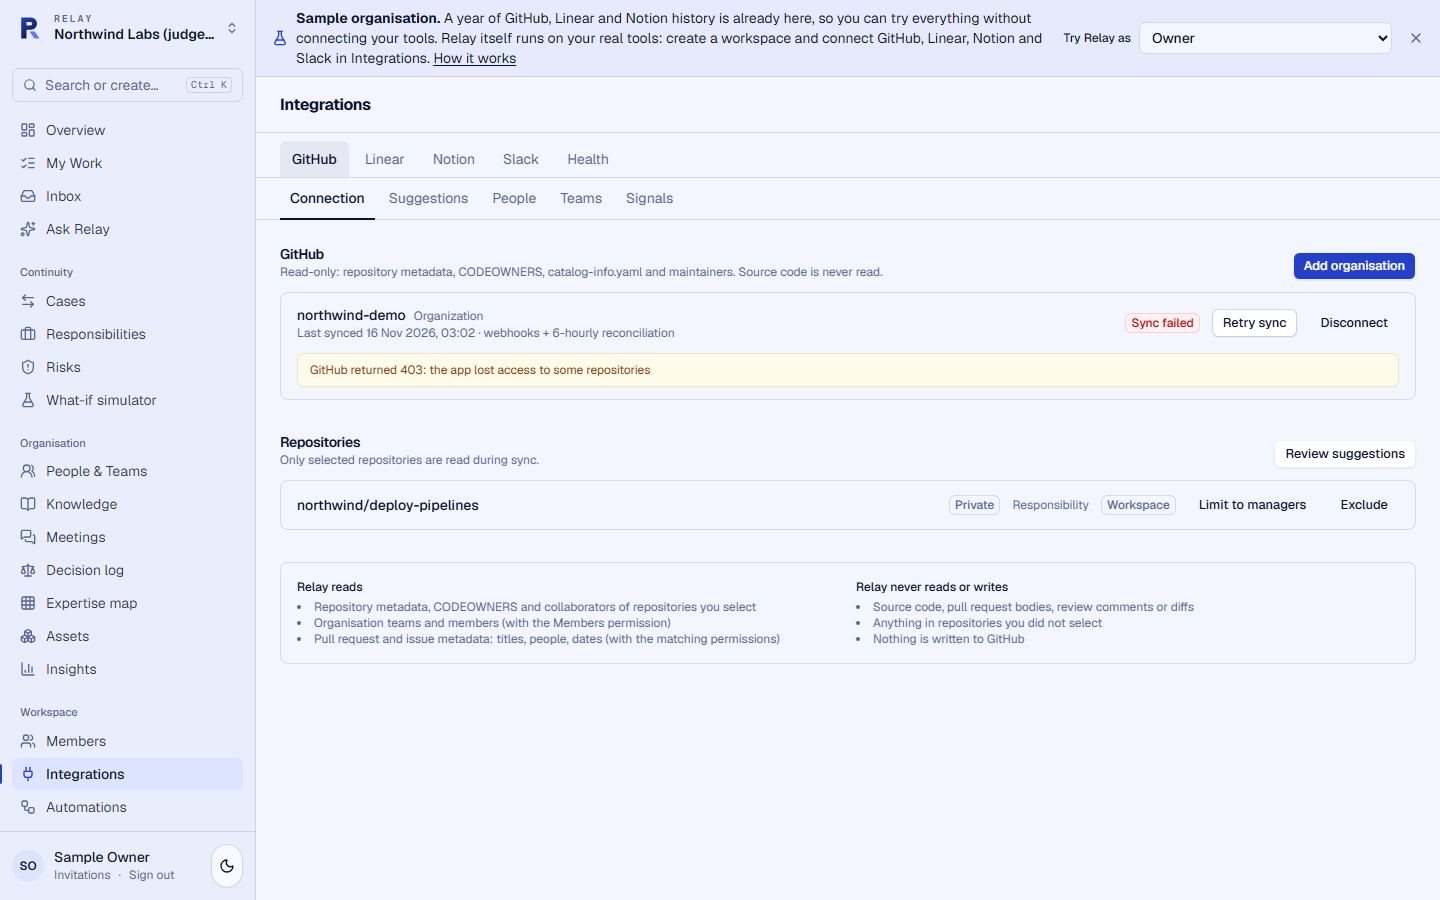 RELAY
Northwind Labs (judge...
Search or create...
Ctrl K
Overview
My Work
Inbox
Ask Relay
Continuity
Cases
Responsibilities
Risks
What-if simulator
Organisation
People & Teams
Knowledge
Meetings
Decision log
Expertise map
Assets
Insights
Workspace
Members
Integrations
Automations
SO
Sample Owner
Invitations · Sign out
Sample organisation. A year of GitHub, Linear and Notion history is already here, so you can try everything without
connecting your tools. Relay itself runs on your real tools: create a workspace and connect GitHub, Linear, Notion and
Slack in Integrations. How it works
Try Relay as
Owner
Integrations
GitHub Linear Notion Slack Health
Connection Suggestions People Teams Signals
GitHub
Read-only: repository metadata, CODEOWNERS, catalog-info.yaml and maintainers. Source code is never read.
Add organisation
northwind-demo Organization
Last synced 16 Nov 2026, 03:02 · webhooks + 6-hourly reconciliation
Sync failed
Retry sync
Disconnect
GitHub returned 403: the app lost access to some repositories
Repositories
Only selected repositories are read during sync.
Review suggestions
northwind/deploy-pipelines
Private
Responsibility
Workspace
Limit to managers
Exclude
Relay reads
• Repository metadata, CODEOWNERS and collaborators of repositories you select
• Organisation teams and members (with the Members permission)
• Pull request and issue metadata: titles, people, dates (with the matching permissions)
Relay never reads or writes
• Source code, pull request bodies, review comments or diffs
• Anything in repositories you did not select
• Nothing is written to GitHub